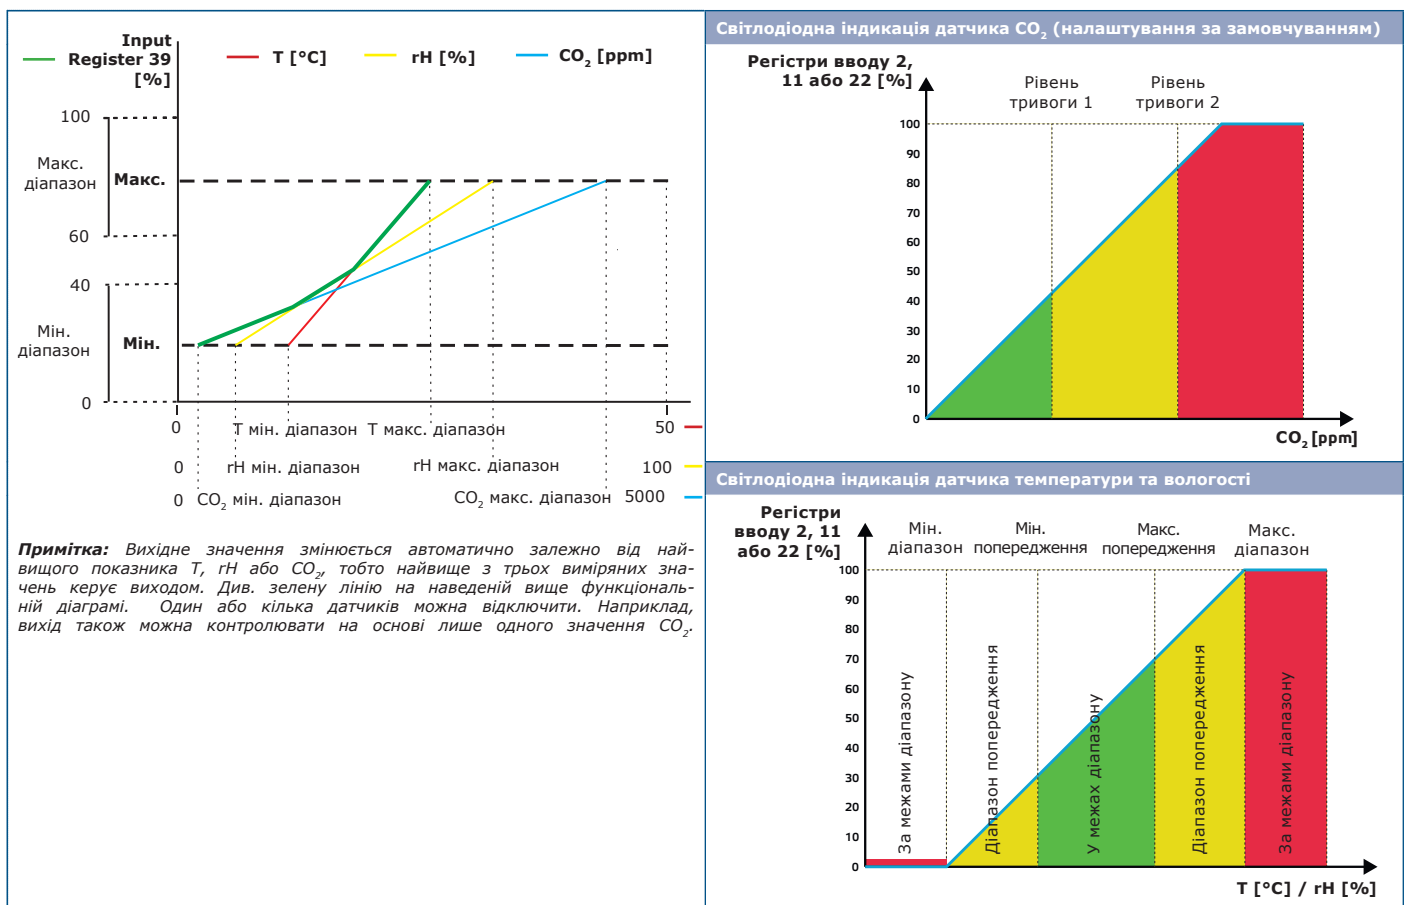 Input
Register 39
[%]
T [°C]
rH [%]
CO2 [ppm]
100
Макс.
діапазон
Макс.
60
40
Мін.
діапазон
Мін.
0
0
Т мін. діапазон
Т макс. діапазон
50
0
rH мін. діапазон
rH макс. діапазон
100
0
CO2 мін. діапазон
CO2 макс. діапазон
5000
Примітка: Вихідне значення змінюється автоматично залежно від най-
вищого показника T, rH або CO2, тобто найвище з трьох виміряних зна-
чень керує виходом. Див. зелену лінію на наведеній вище функціональ-
ній діаграмі. Один або кілька датчиків можна відключити. Наприклад,
вихід також можна контролювати на основі лише одного значення CO2.
Світлодіодна індикація датчика CO2 (налаштування за замовчуванням)
Регістри вводу 2,
11 або 22 [%]
Рівень
тривоги 1
Рівень
тривоги 2
100
90
80
70
60
50
40
30
20
10
0
CO2 [ppm]
Світлодіодна індикація датчика температури та вологості
Регістри
вводу 2, 11
або 22 [%]
Мін.
діапазон
Мін.
попередження
Макс.
попередження
Макс.
діапазон
100
90
80
70
60
50
40
30
20
10
0
За межами діапазону
Діапазон попередження
У межах діапазону
Діапазон попередження
За межами діапазону
T [°C] / rH [%]